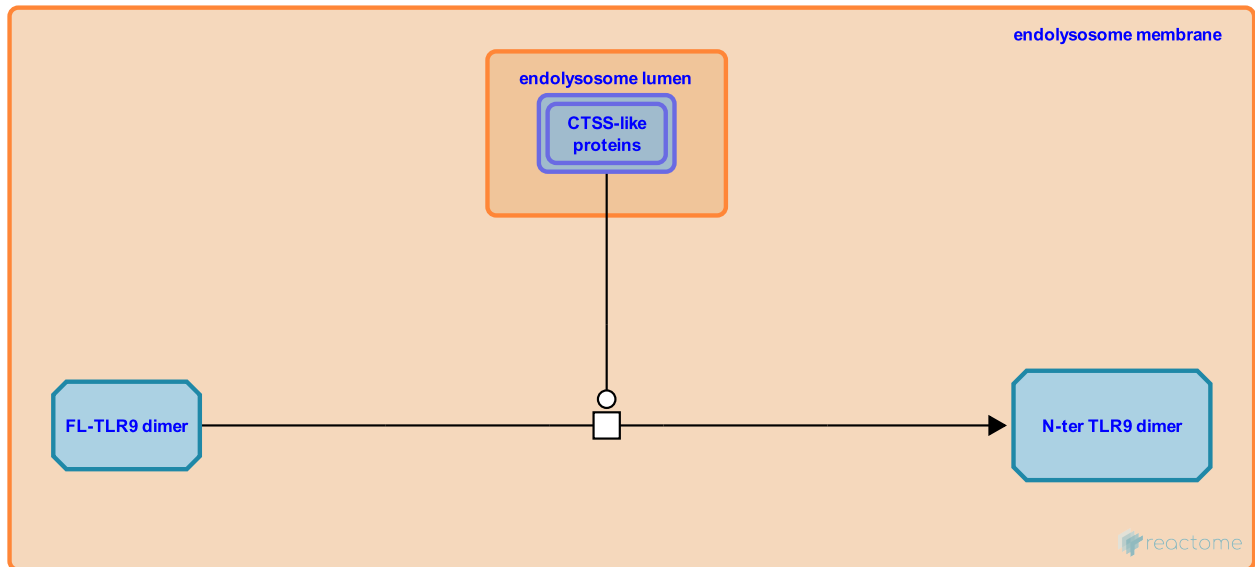 endolysosome membrane
endolysosome lumen
CTSS-like
proteins
FL-TLR9 dimer
N-ter TLR9 dimer
reactome